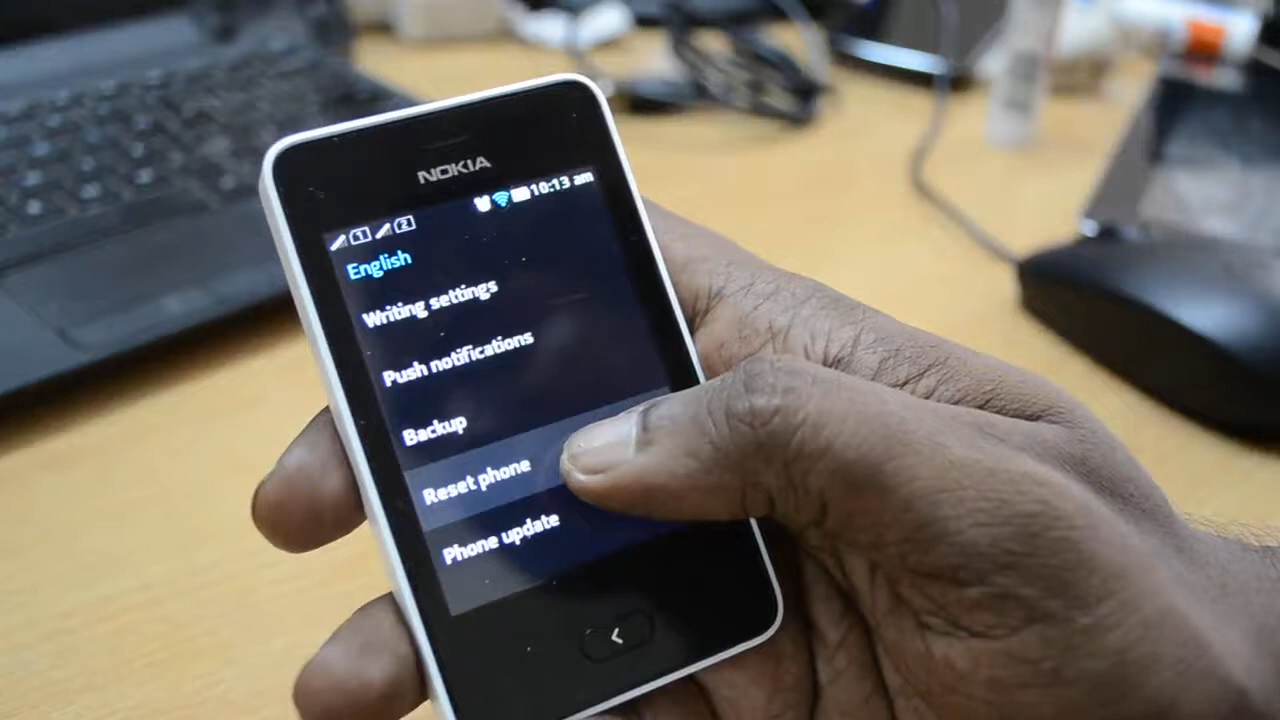 NOKIA
1 2 10:13 am
English
Writing settings
Push notifications
Backup
Reset phone
Phone update